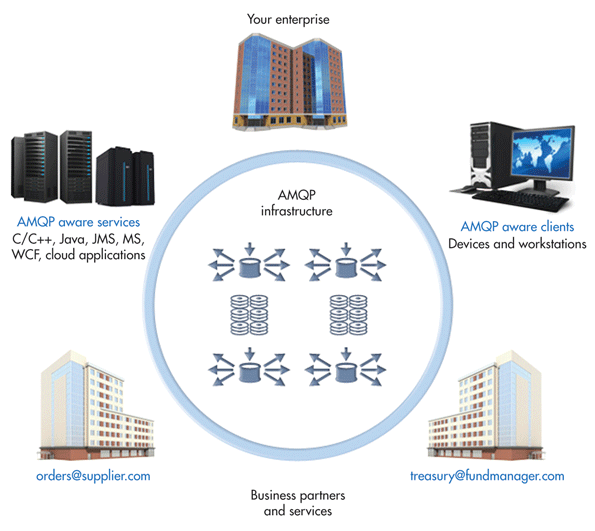 Your enterprise
AMQP aware services
C/C++, Java, JMS, MS,
WCF, cloud applications
AMQP
infrastructure
AMQP aware clients
Devices and workstations
orders@supplier.com
treasury@fundmanager.com
Business partners
and services